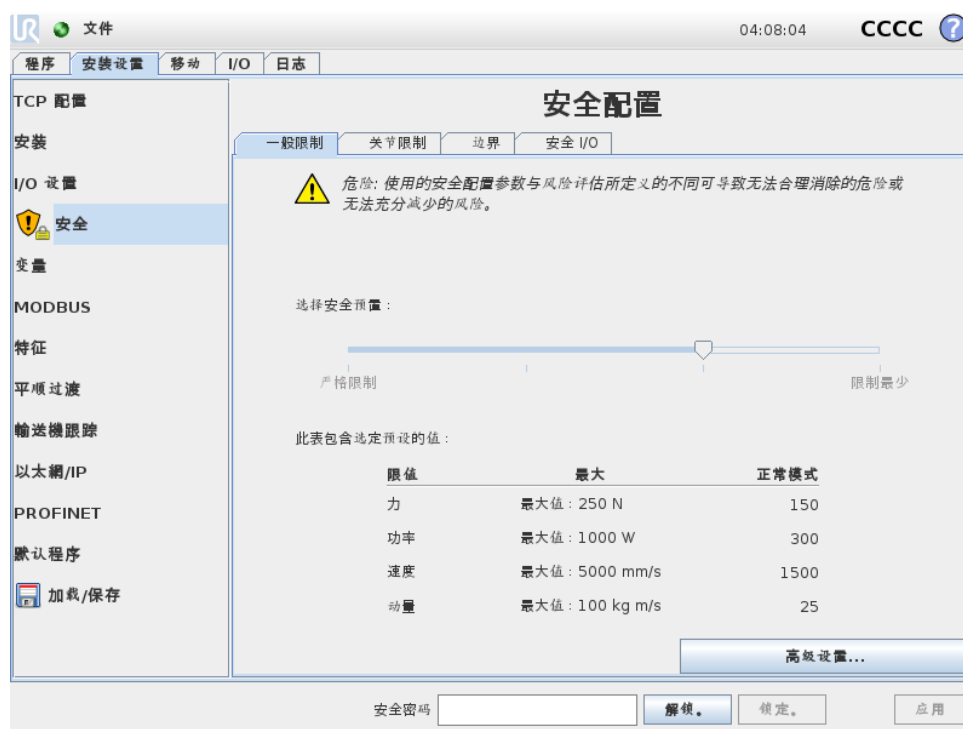 UR 文件 04:08:04 CCCC ?
程序 安装设置 移动 I/O 日志
TCP 配置
安装
I/O 设置
安全
变量
MODBUS
特征
平顺过渡
輸送機跟踪
以太網/IP
PROFINET
默认程序
加载/保存
安全配置
一般限制 关节限制 边界 安全 I/O
危险: 使用的安全配置参数与风险评估所定义的不同可导致无法合理消除的危险或
无法充分减少的风险。
选择安全预置：
严格限制 限制最少
此表包含选定预设的值：
限值 最大 正常模式
力 最大值：250 N 150
功率 最大值：1000 W 300
速度 最大值：5000 mm/s 1500
动量 最大值：100 kg m/s 25
高级设置...
安全密码 解锁。 锁定。 应用